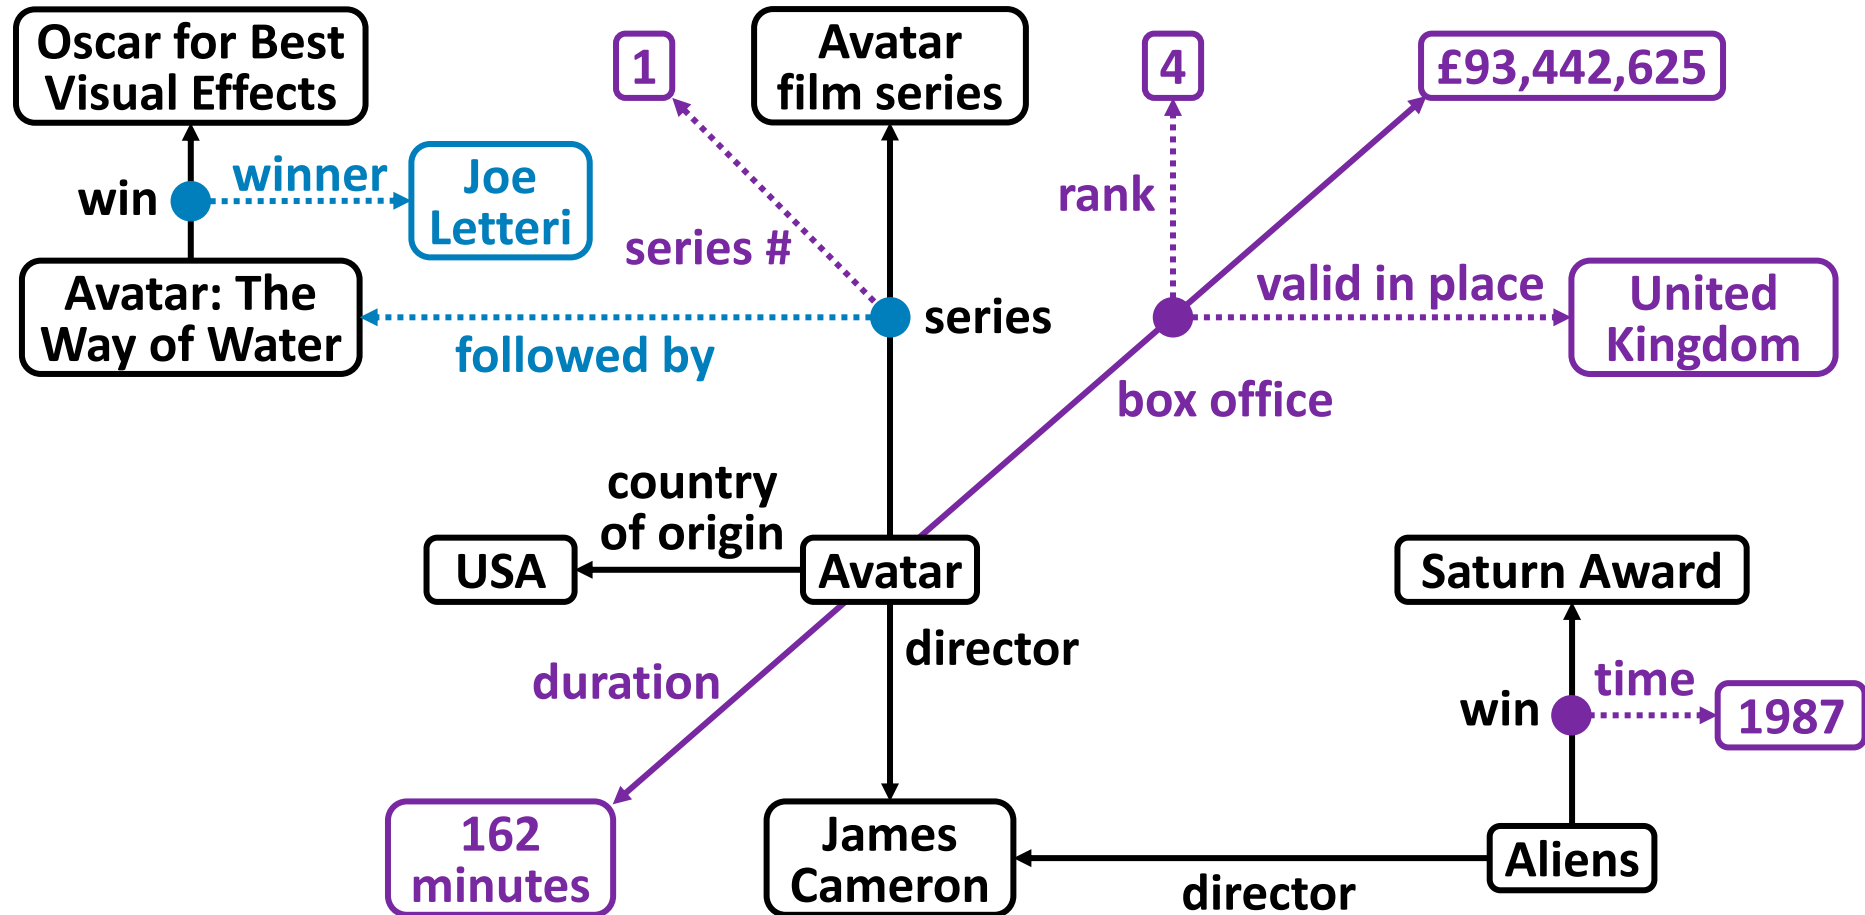 Oscar for Best
Visual Effects
1
Avatar
film series
4
£93,442,625
win
winner
Joe
Letteri
series #
rank
Avatar: The
Way of Water
followed by
series
valid in place
United
Kingdom
box office
country
of origin
USA
Avatar
Saturn Award
director
duration
win
time
1987
162
minutes
James
Cameron
director
Aliens